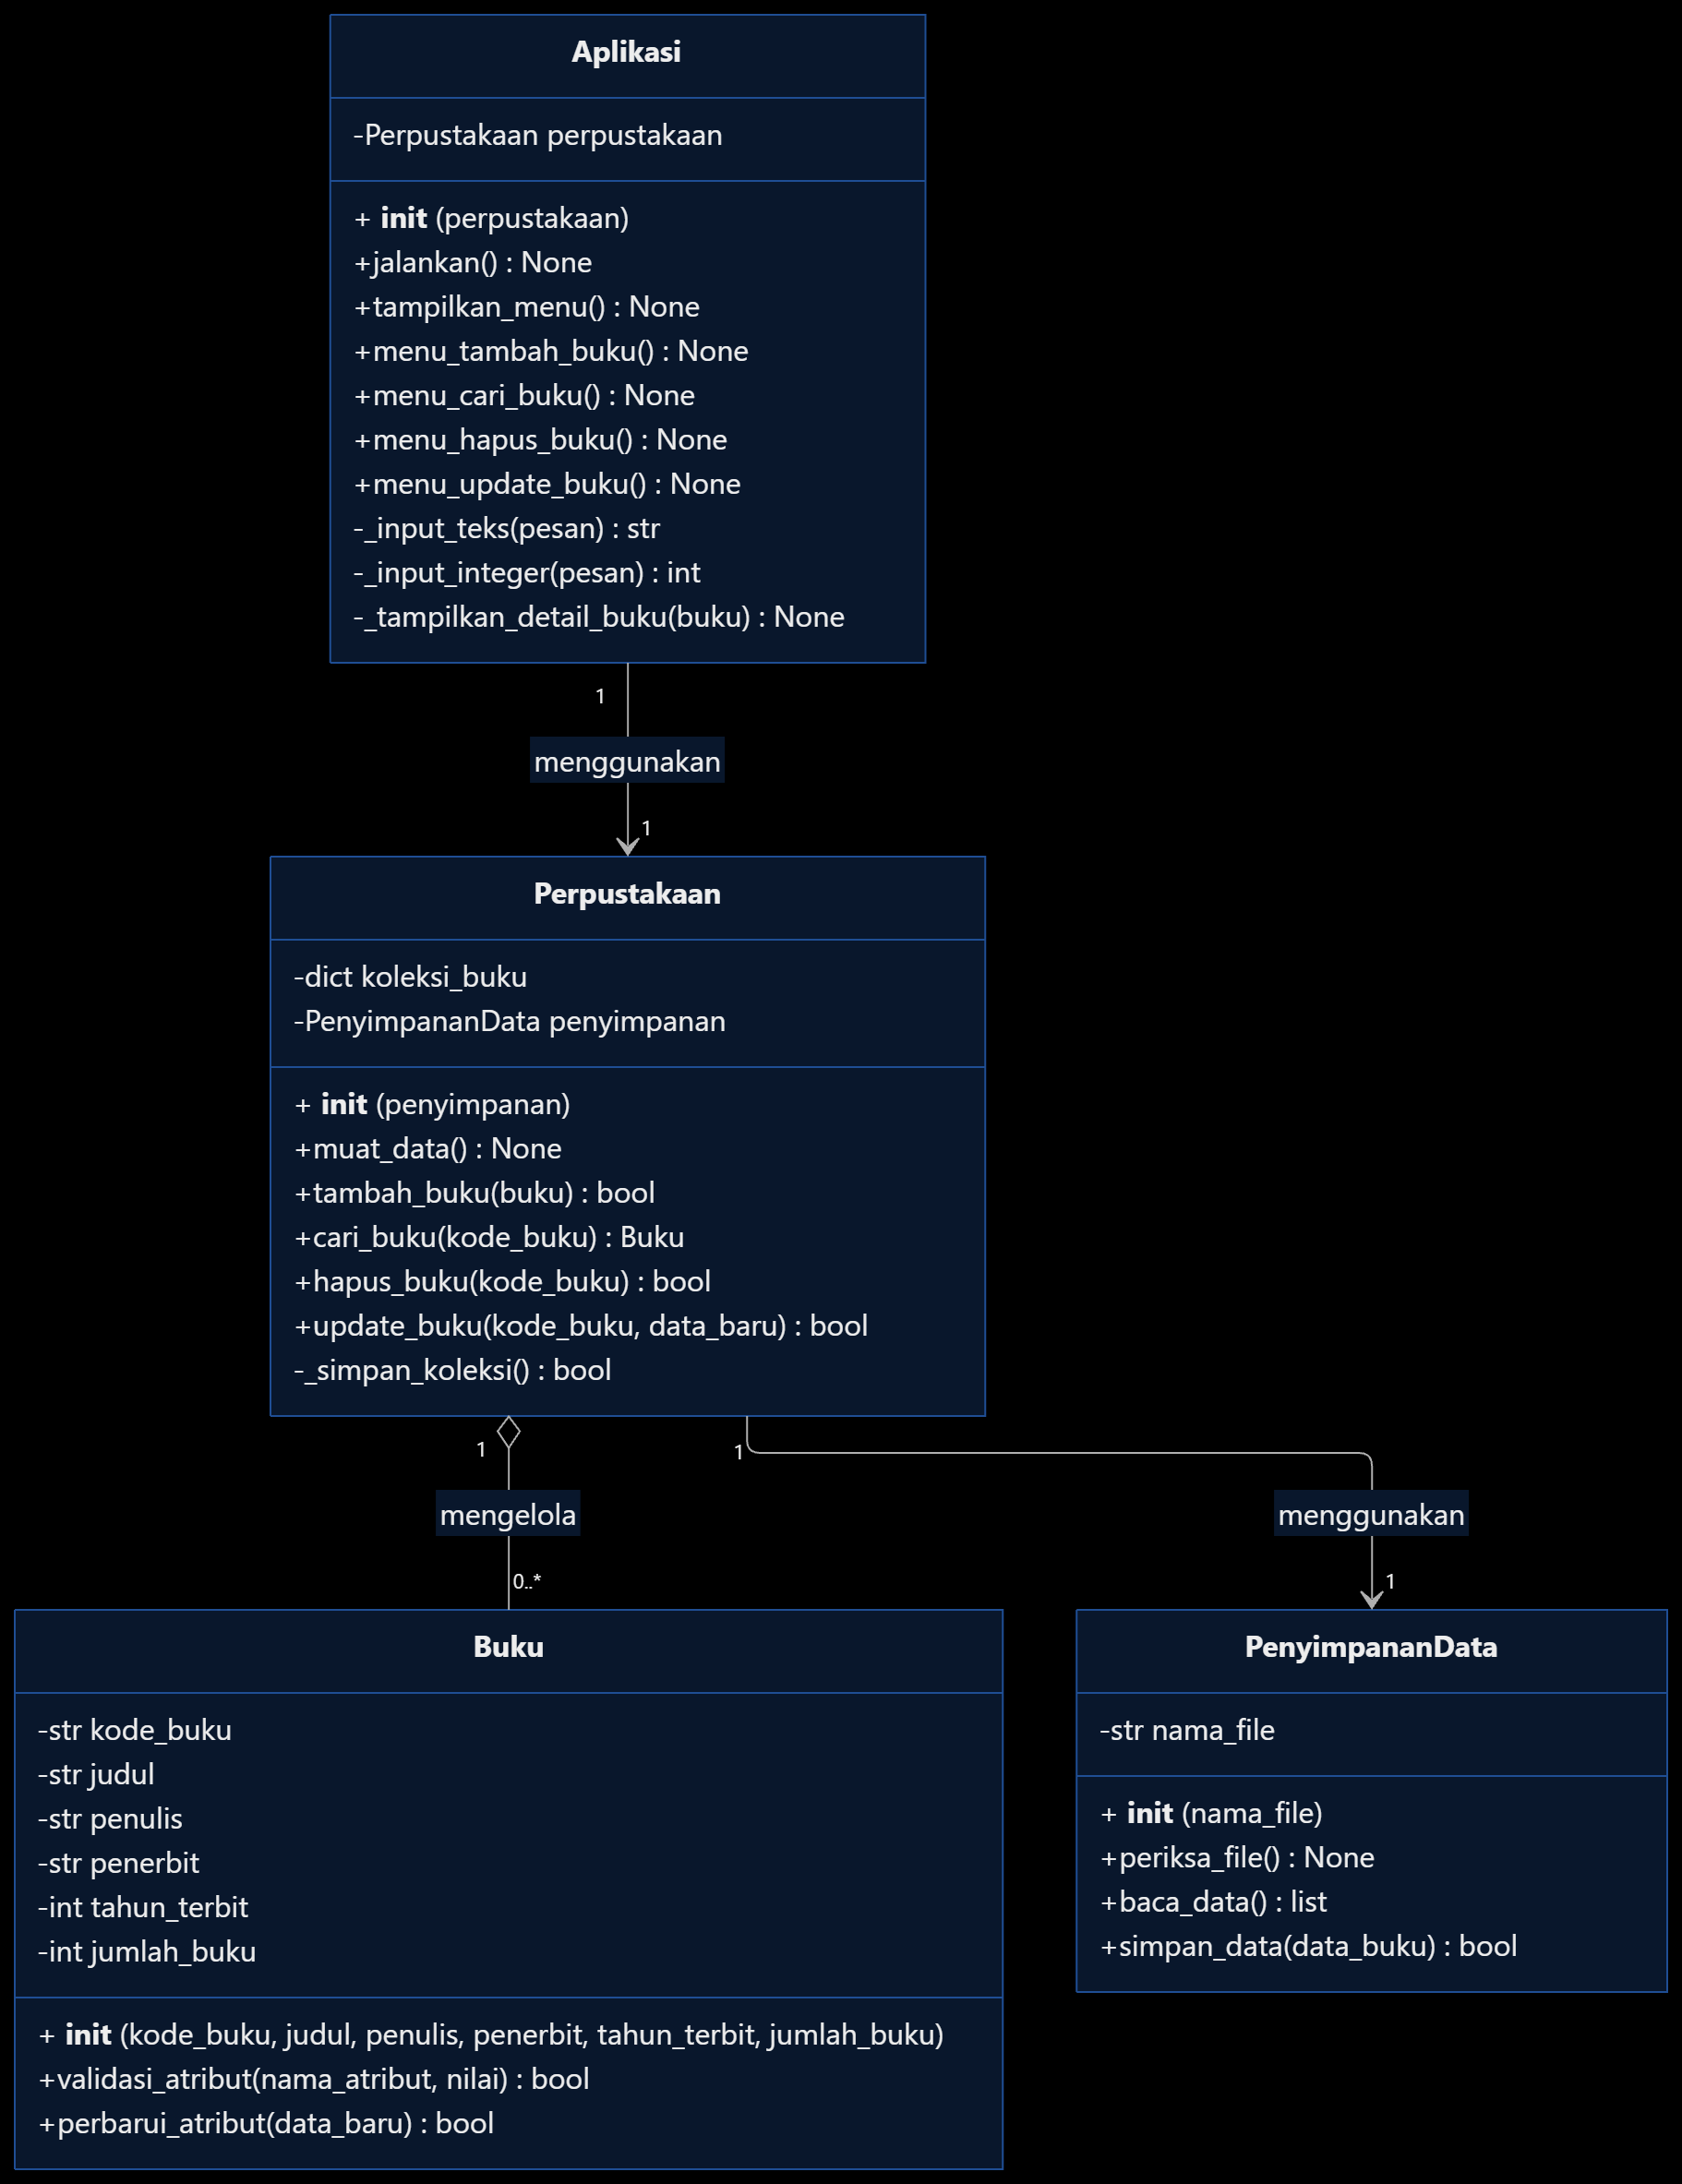 Aplikasi
-Perpustakaan perpustakaan
+ init (perpustakaan)
+jalankan() : None
+tampilkan_menu() : None
+menu_tambah_buku() : None
+menu_cari_buku() : None
+menu_hapus_buku() : None
+menu_update_buku() : None
-_input_teks(pesan) : str
-_input_integer(pesan) : int
-_tampilkan_detail_buku(buku) : None
1
menggunakan
1
Perpustakaan
-dict koleksi_buku
-PenyimpananData penyimpanan
+ init (penyimpanan)
+muat_data() : None
+tambah_buku(buku) : bool
+cari_buku(kode_buku) : Buku
+hapus_buku(kode_buku) : bool
+update_buku(kode_buku, data_baru) : bool
-_simpan_koleksi() : bool
1
mengelola
0..*
1
menggunakan
1
Buku
-str kode_buku
-str judul
-str penulis
-str penerbit
-int tahun_terbit
-int jumlah_buku
+ init (kode_buku, judul, penulis, penerbit, tahun_terbit, jumlah_buku)
+validasi_atribut(nama_atribut, nilai) : bool
+perbarui_atribut(data_baru) : bool
PenyimpananData
-str nama_file
+ init (nama_file)
+periksa_file() : None
+baca_data() : list
+simpan_data(data_buku) : bool